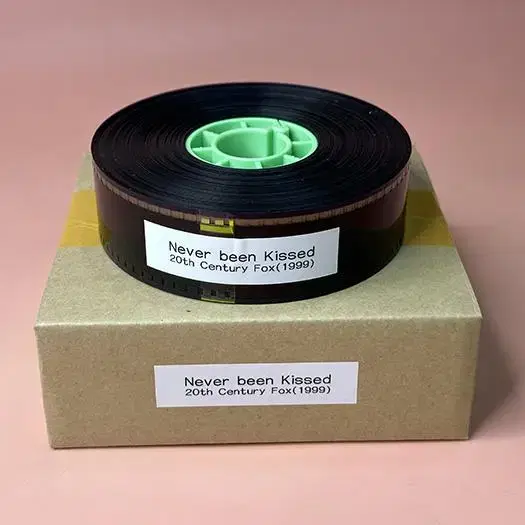 Never been Kissed
20th Century Fox(1999)
Never been Kissed
20th Century Fox(1999)